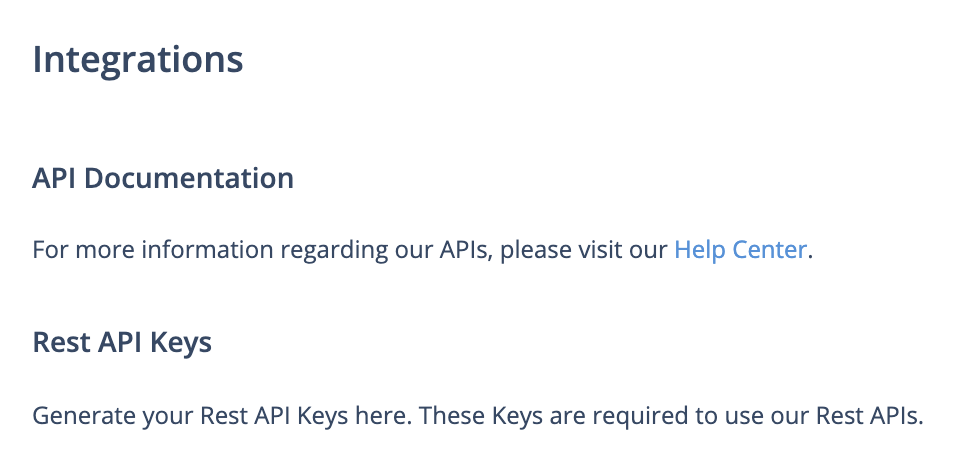 Integrations
API Documentation
For more information regarding our APIs, please visit our Help Center.
Rest API Keys
Generate your Rest API Keys here. These Keys are required to use our Rest APIs.